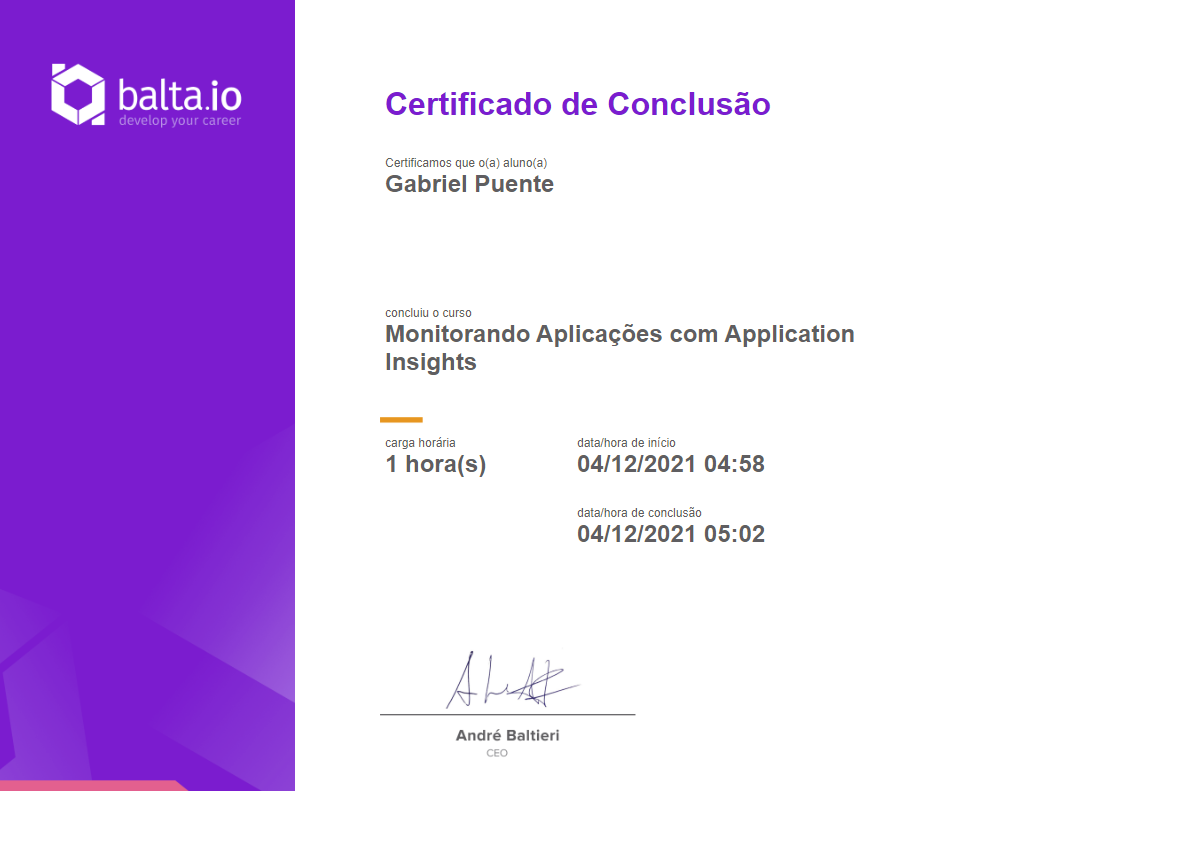 balta.io
develop your career
Certificado de Conclusão
Certificamos que o(a) aluno(a)
Gabriel Puente
concluiu o curso
Monitorando Aplicações com Application
Insights
carga horária
1 hora(s)
data/hora de início
04/12/2021 04:58
data/hora de conclusão
04/12/2021 05:02
André Baltieri
CEO